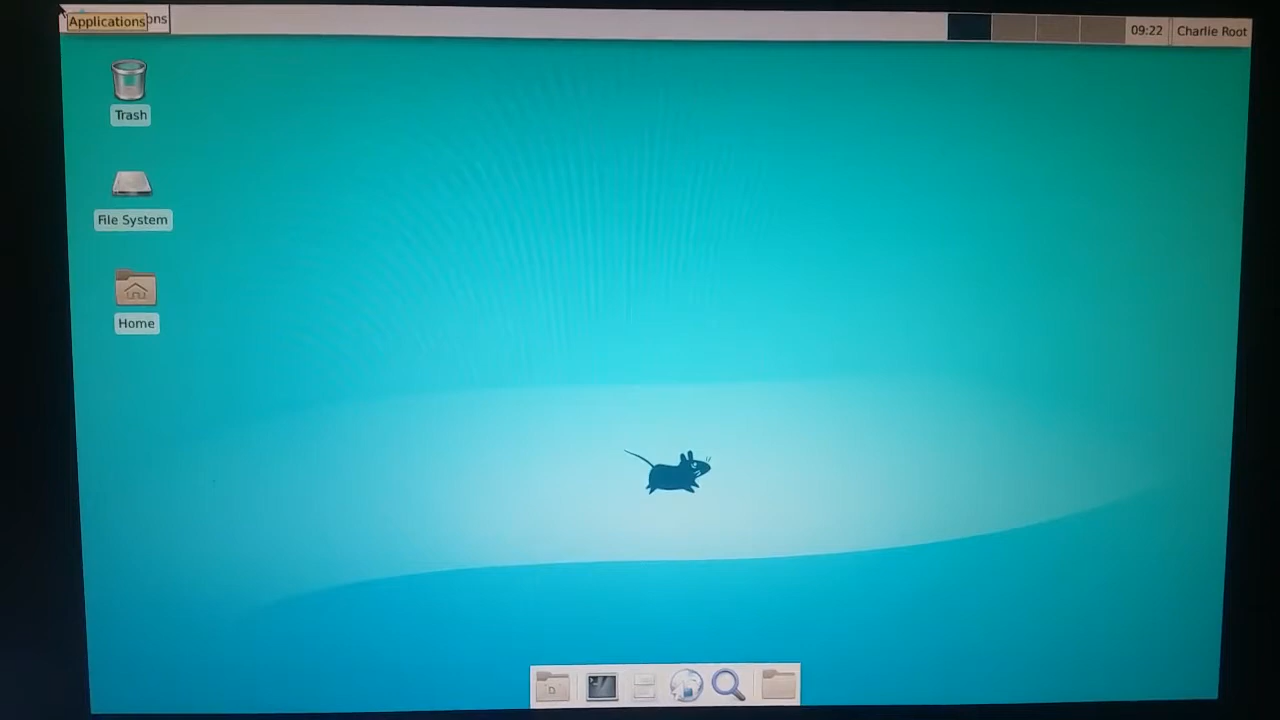 Applications
09:22
Charlie Root
Trash
File System
Home